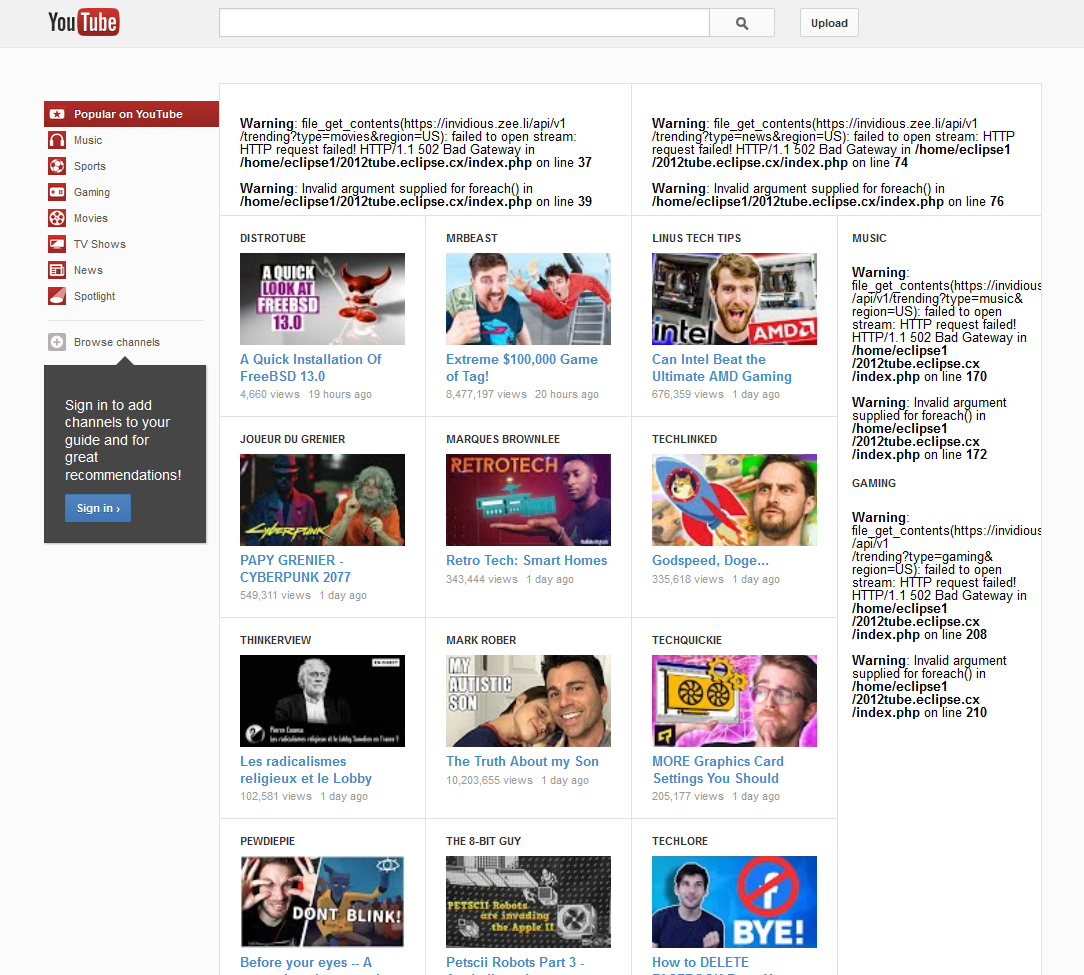 YouTube
Upload
Popular on YouTube
Music
Sports
Gaming
Movies
TV Shows
News
Spotlight
Browse channels
Sign in to add
channels to your
guide and for
great
recommendations!
Sign in ›
Warning: file_get_contents(https://invidious.zee.li/api/v1
/trending?type=movies&region=US): failed to open stream:
HTTP request failed! HTTP/1.1 502 Bad Gateway in
/home/eclipse1/2012tube.eclipse.cx/index.php on line 37
Warning: Invalid argument supplied for foreach() in
/home/eclipse1/2012tube.eclipse.cx/index.php on line 39
Warning: file_get_contents(https://invidious.zee.li/api/v1
/trending?type=news&region=US): failed to open stream: HTTP
request failed! HTTP/1.1 502 Bad Gateway in /home/eclipse1
/2012tube.eclipse.cx/index.php on line 74
Warning: Invalid argument supplied for foreach() in
/home/eclipse1/2012tube.eclipse.cx/index.php on line 76
DISTROTUBE
A QUICK
LOOK AT
FREEBSD
13.0
A Quick Installation Of
FreeBSD 13.0
4,660 views 19 hours ago
MRBEAST
Extreme $100,000 Game
of Tag!
8,477,197 views 20 hours ago
LINUS TECH TIPS
intel
AMD
Can Intel Beat the
Ultimate AMD Gaming
676,359 views 1 day ago
JOUEUR DU GRENIER
CYBERPUNK
PAPY GRENIER -
CYBERPUNK 2077
549,311 views 1 day ago
MARQUES BROWNLEE
RETROTECH
Retro Tech: Smart Homes
343,444 views 1 day ago
TECHLINKED
Godspeed, Doge...
335,618 views 1 day ago
THINKERVIEW
EN DIRECT
Pierre Conesa
Les radicalismes religieux et le lobby Saoudien en France ?
Les radicalismes
religieux et le Lobby
102,581 views 1 day ago
MARK ROBER
MY
AUTISTIC
SON
The Truth About my Son
10,203,655 views 1 day ago
TECHQUICKIE
MORE Graphics Card
Settings You Should
205,177 views 1 day ago
PEWDIEPIE
DONT BLINK!
Before your eyes -- A
THE 8-BIT GUY
PETSCII Robots
are invading
the Apple II
Petscii Robots Part 3 -
TECHLORE
BYE!
How to DELETE
MUSIC
Warning:
file_get_contents(https://invidious
/api/v1/trending?type=music&
region=US): failed to open
stream: HTTP request failed!
HTTP/1.1 502 Bad Gateway in
/home/eclipse1
/2012tube.eclipse.cx
/index.php on line 170
Warning: Invalid argument
supplied for foreach() in
/home/eclipse1
/2012tube.eclipse.cx
/index.php on line 172
GAMING
Warning:
file_get_contents(https://invidious
/api/v1
/trending?type=gaming&
region=US): failed to open
stream: HTTP request failed!
HTTP/1.1 502 Bad Gateway in
/home/eclipse1
/2012tube.eclipse.cx
/index.php on line 208
Warning: Invalid argument
supplied for foreach() in
/home/eclipse1
/2012tube.eclipse.cx
/index.php on line 210